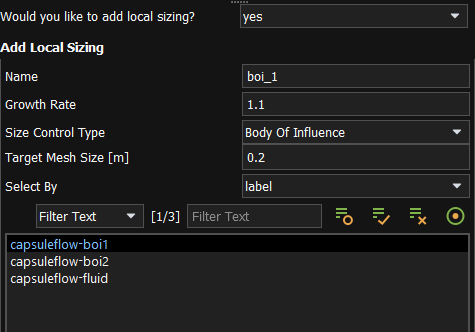 Would you like to add local sizing? yes
Add Local Sizing
Name boi_1
Growth Rate 1.1
Size Control Type Body Of Influence
Target Mesh Size [m] 0.2
Select By label
Filter Text [1/3] Filter Text
capsuleflow-boi1
capsuleflow-boi2
capsuleflow-fluid